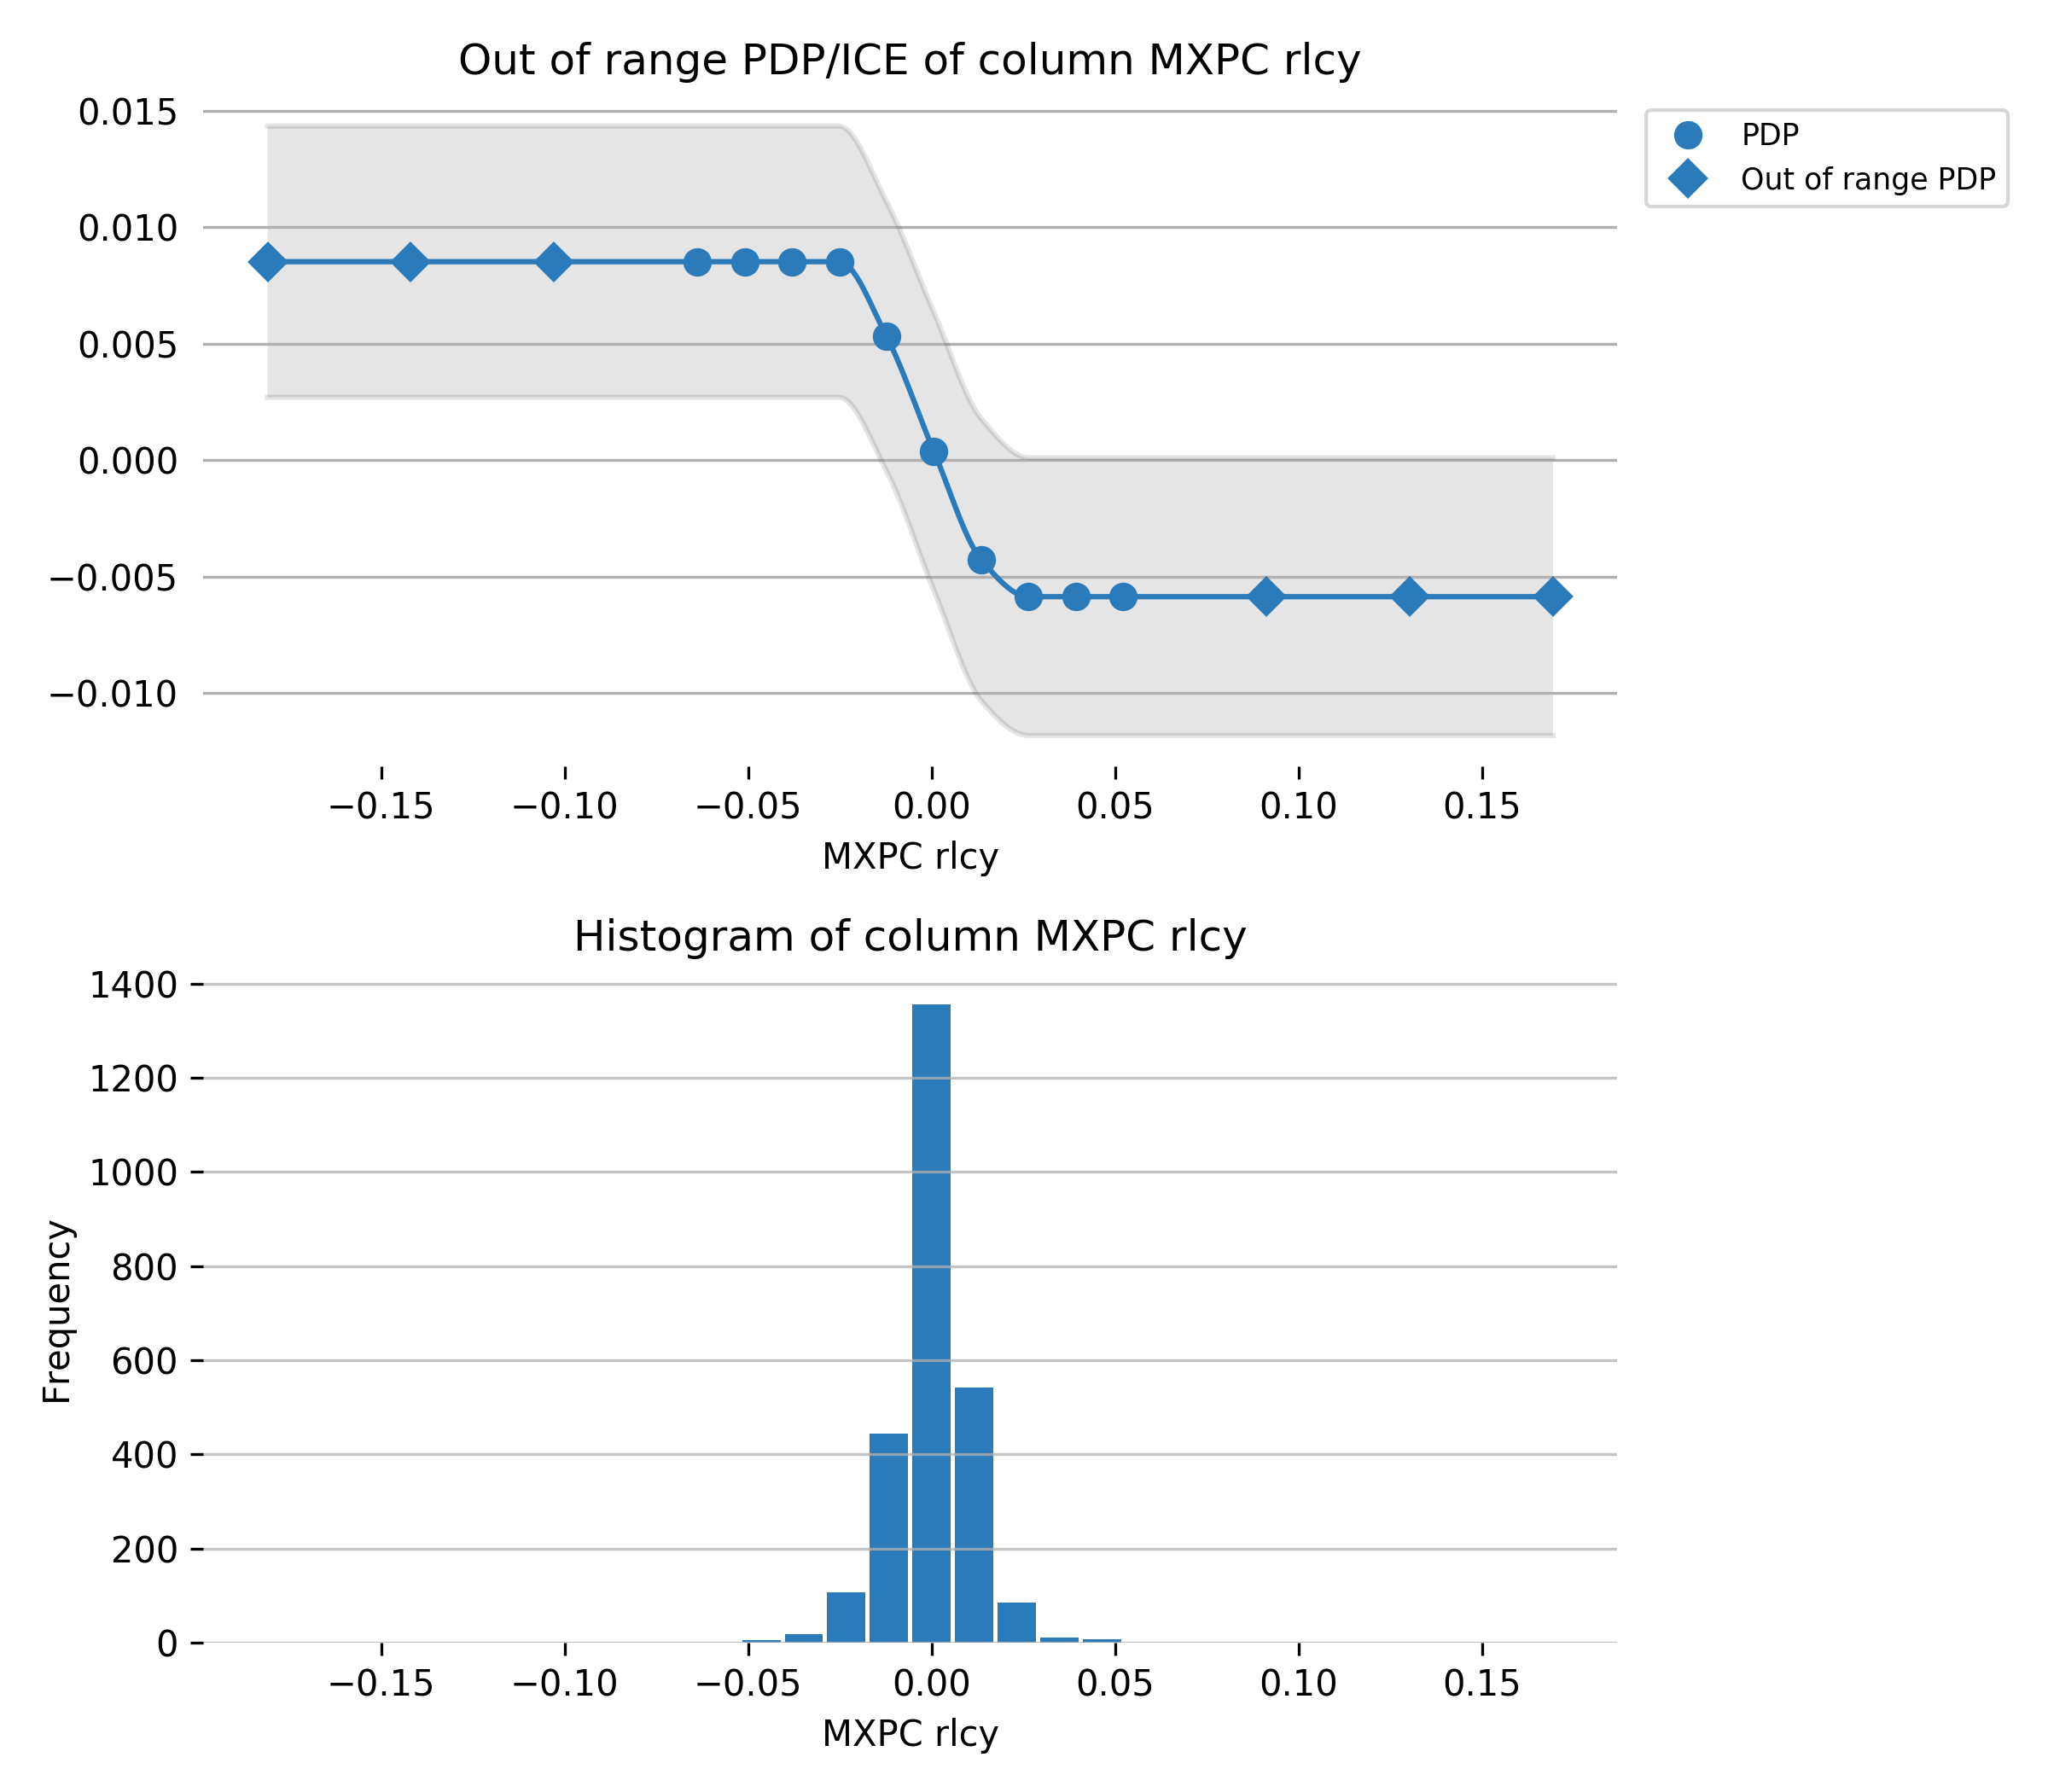 Out of range PDP/ICE of column MXPC rlcy
0.015
0.010
0.005
0.000
−0.005
−0.010
PDP
Out of range PDP
−0.15 −0.10 −0.05 0.00 0.05 0.10 0.15
MXPC rlcy
Histogram of column MXPC rlcy
1400
1200
1000
800
600
400
200
0
Frequency
−0.15 −0.10 −0.05 0.00 0.05 0.10 0.15
MXPC rlcy